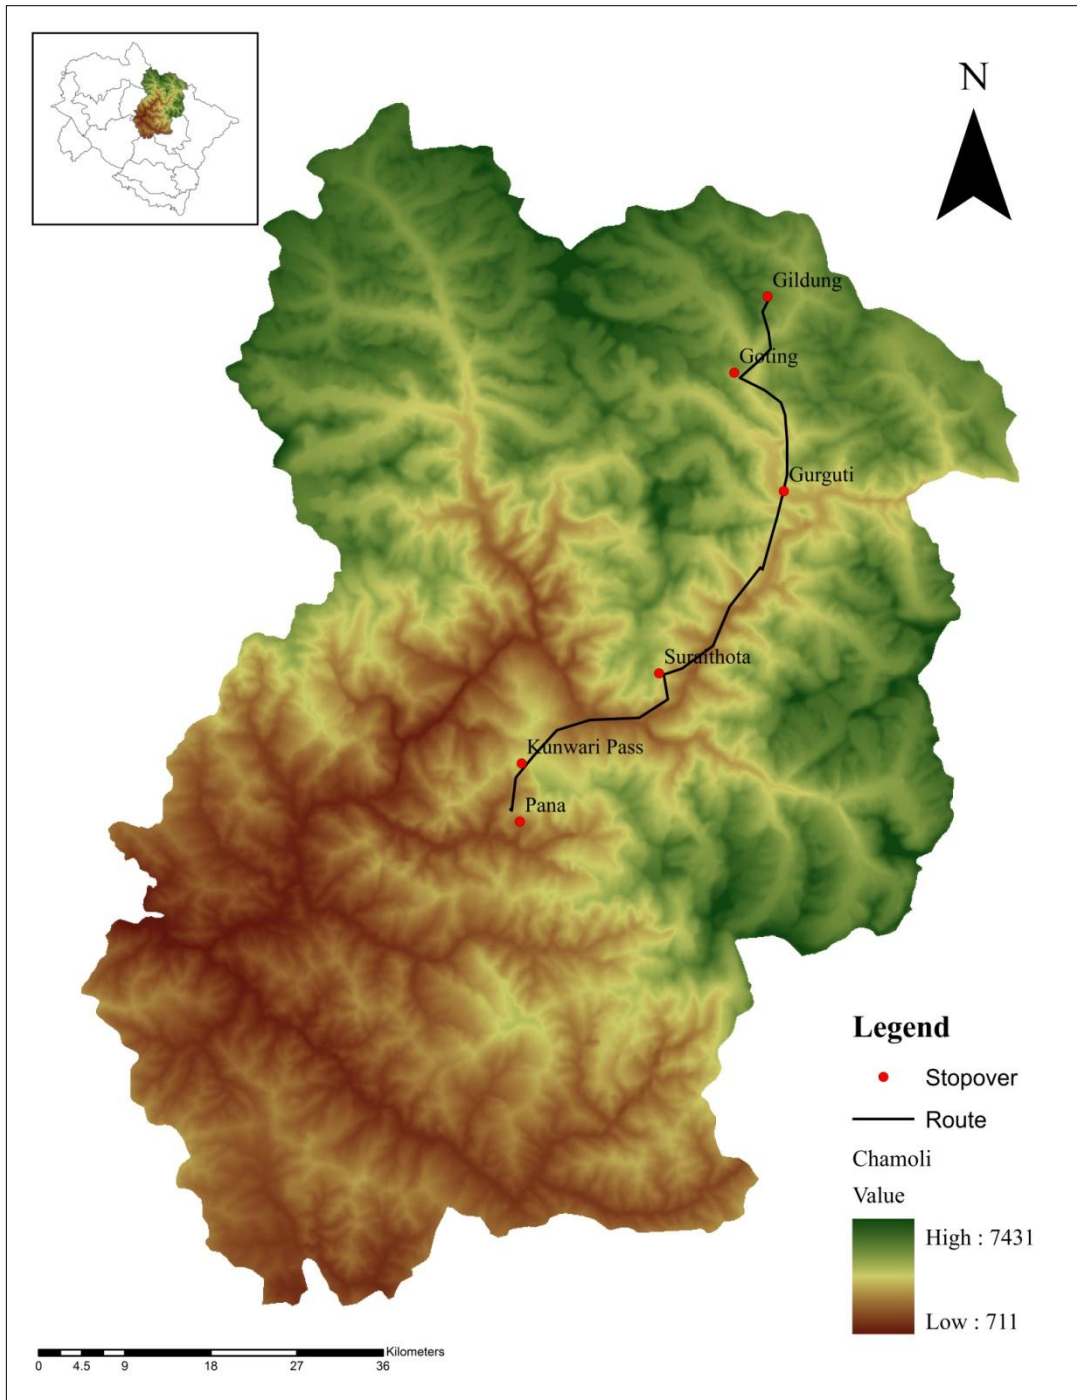 N
Gildung
Goting
Gurguti
Suraithota
Kunwari Pass
Pana
Legend
Stopover
Route
Chamoli
Value
High : 7431
Low : 711
Kilometers
0 4.5 9 18 27 36